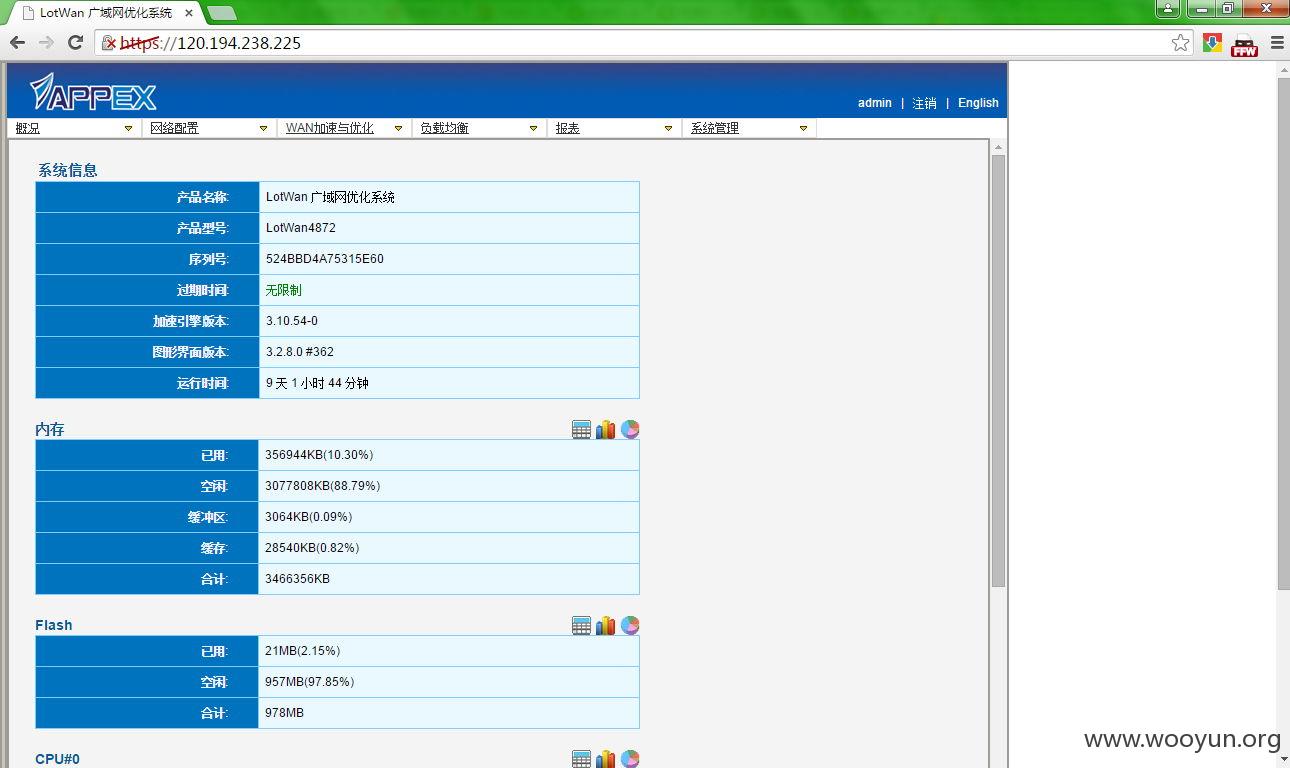 LotWan 广域网优化系统
https://120.194.238.225
FFW
APPEX
admin | 注销 | English
概况 网络配置 WAN加速与优化 负载均衡 报表 系统管理
系统信息
产品名称: LotWan 广域网优化系统
产品型号: LotWan4872
序列号: 524BBD4A75315E60
过期时间: 无限制
加速引擎版本: 3.10.54-0
图形界面版本: 3.2.8.0 #362
运行时间: 9 天 1 小时 44 分钟
内存
已用: 356944KB(10.30%)
空闲: 3077808KB(88.79%)
缓冲区: 3064KB(0.09%)
缓存: 28540KB(0.82%)
合计: 3466356KB
Flash
已用: 21MB(2.15%)
空闲: 957MB(97.85%)
合计: 978MB
CPU#0
www.wooyun.org